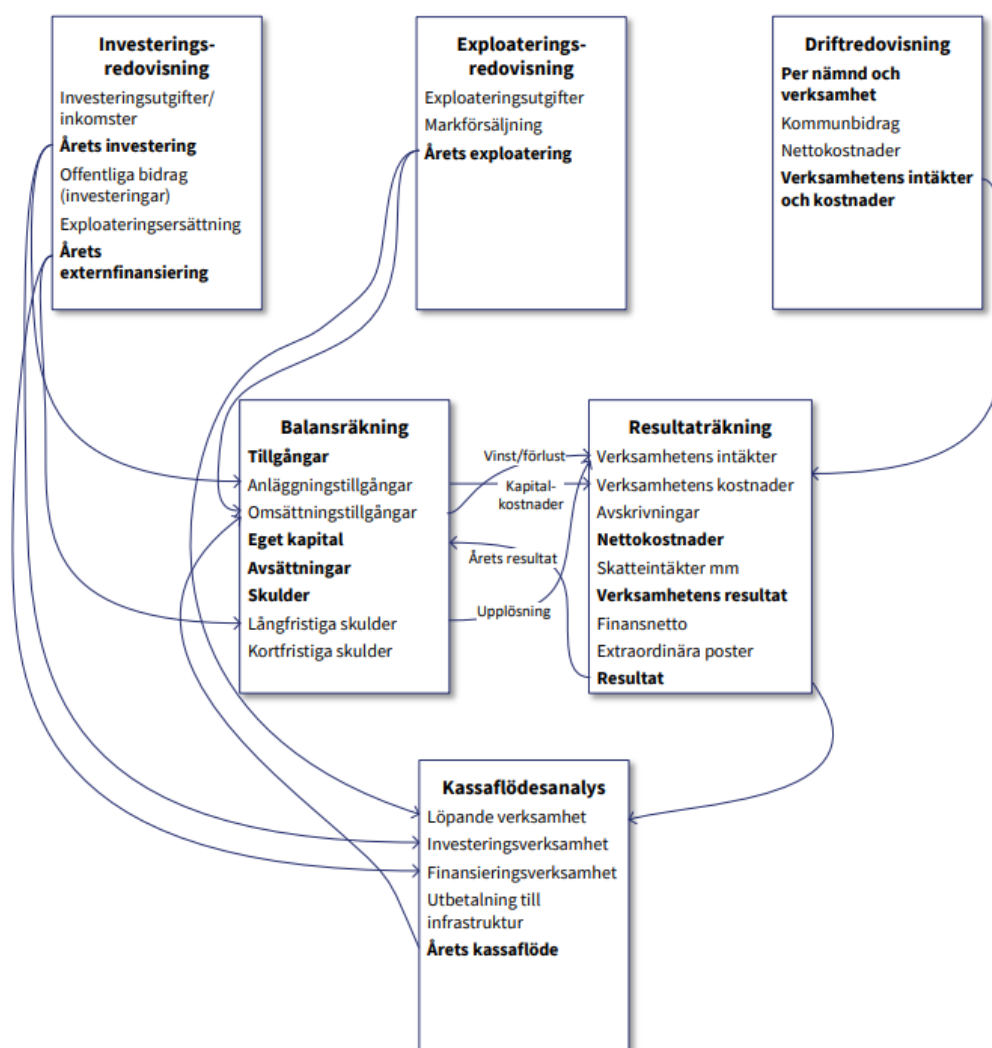 Investerings-
redovisning
Investeringsutgifter/
inkomster
Årets investering
Offentliga bidrag
(investeringar)
Exploateringsersättning
Årets
externfinansiering
Exploaterings-
redovisning
Exploateringsutgifter
Markförsäljning
Årets exploatering
Driftredovisning
Per nämnd och
verksamhet
Kommunbidrag
Nettokostnader
Verksamhetens intäkter
och kostnader
Balansräkning
Tillgångar
Anläggningstillgångar
Omsättningstillgångar
Eget kapital
Avsättningar
Skulder
Långfristiga skulder
Kortfristiga skulder
Vinst/förlust
Kapital-
kostnader
Årets resultat
Upplösning
Resultaträkning
Verksamhetens intäkter
Verksamhetens kostnader
Avskrivningar
Nettokostnader
Skatteintäkter mm
Verksamhetens resultat
Finansnetto
Extraordinära poster
Resultat
Kassaflödesanalys
Löpande verksamhet
Investeringsverksamhet
Finansieringsverksamhet
Utbetalning till
infrastruktur
Årets kassaflöde